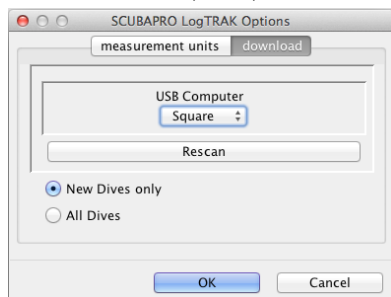 SCUBAPRO LogTRAK Options
measurement units download
USB Computer
Square
Rescan
New Dives only
All Dives
OK Cancel